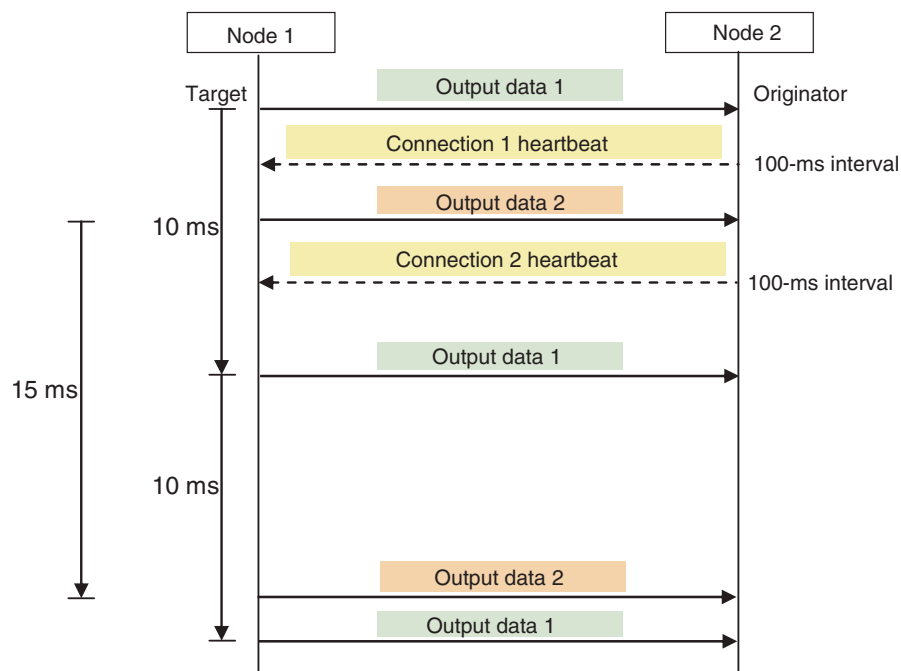 Node 1
Node 2
Target
Output data 1
Originator
Connection 1 heartbeat
100-ms interval
Output data 2
10 ms
Connection 2 heartbeat
100-ms interval
Output data 1
15 ms
10 ms
Output data 2
Output data 1